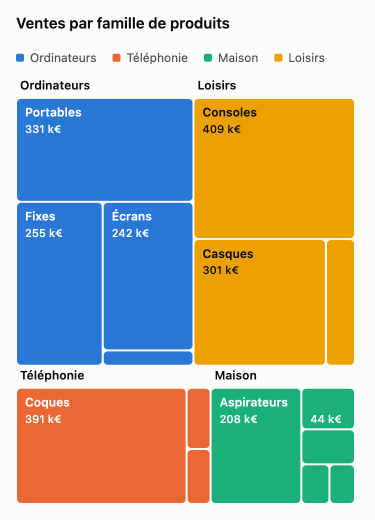 Ventes par famille de produits
Ordinateurs
Téléphonie
Maison
Loisirs
Ordinateurs
Loisirs
Portables
331 k€
Consoles
409 k€
Fixes
255 k€
Écrans
242 k€
Casques
301 k€
Téléphonie
Maison
Coques
391 k€
Aspirateurs
208 k€
44 k€